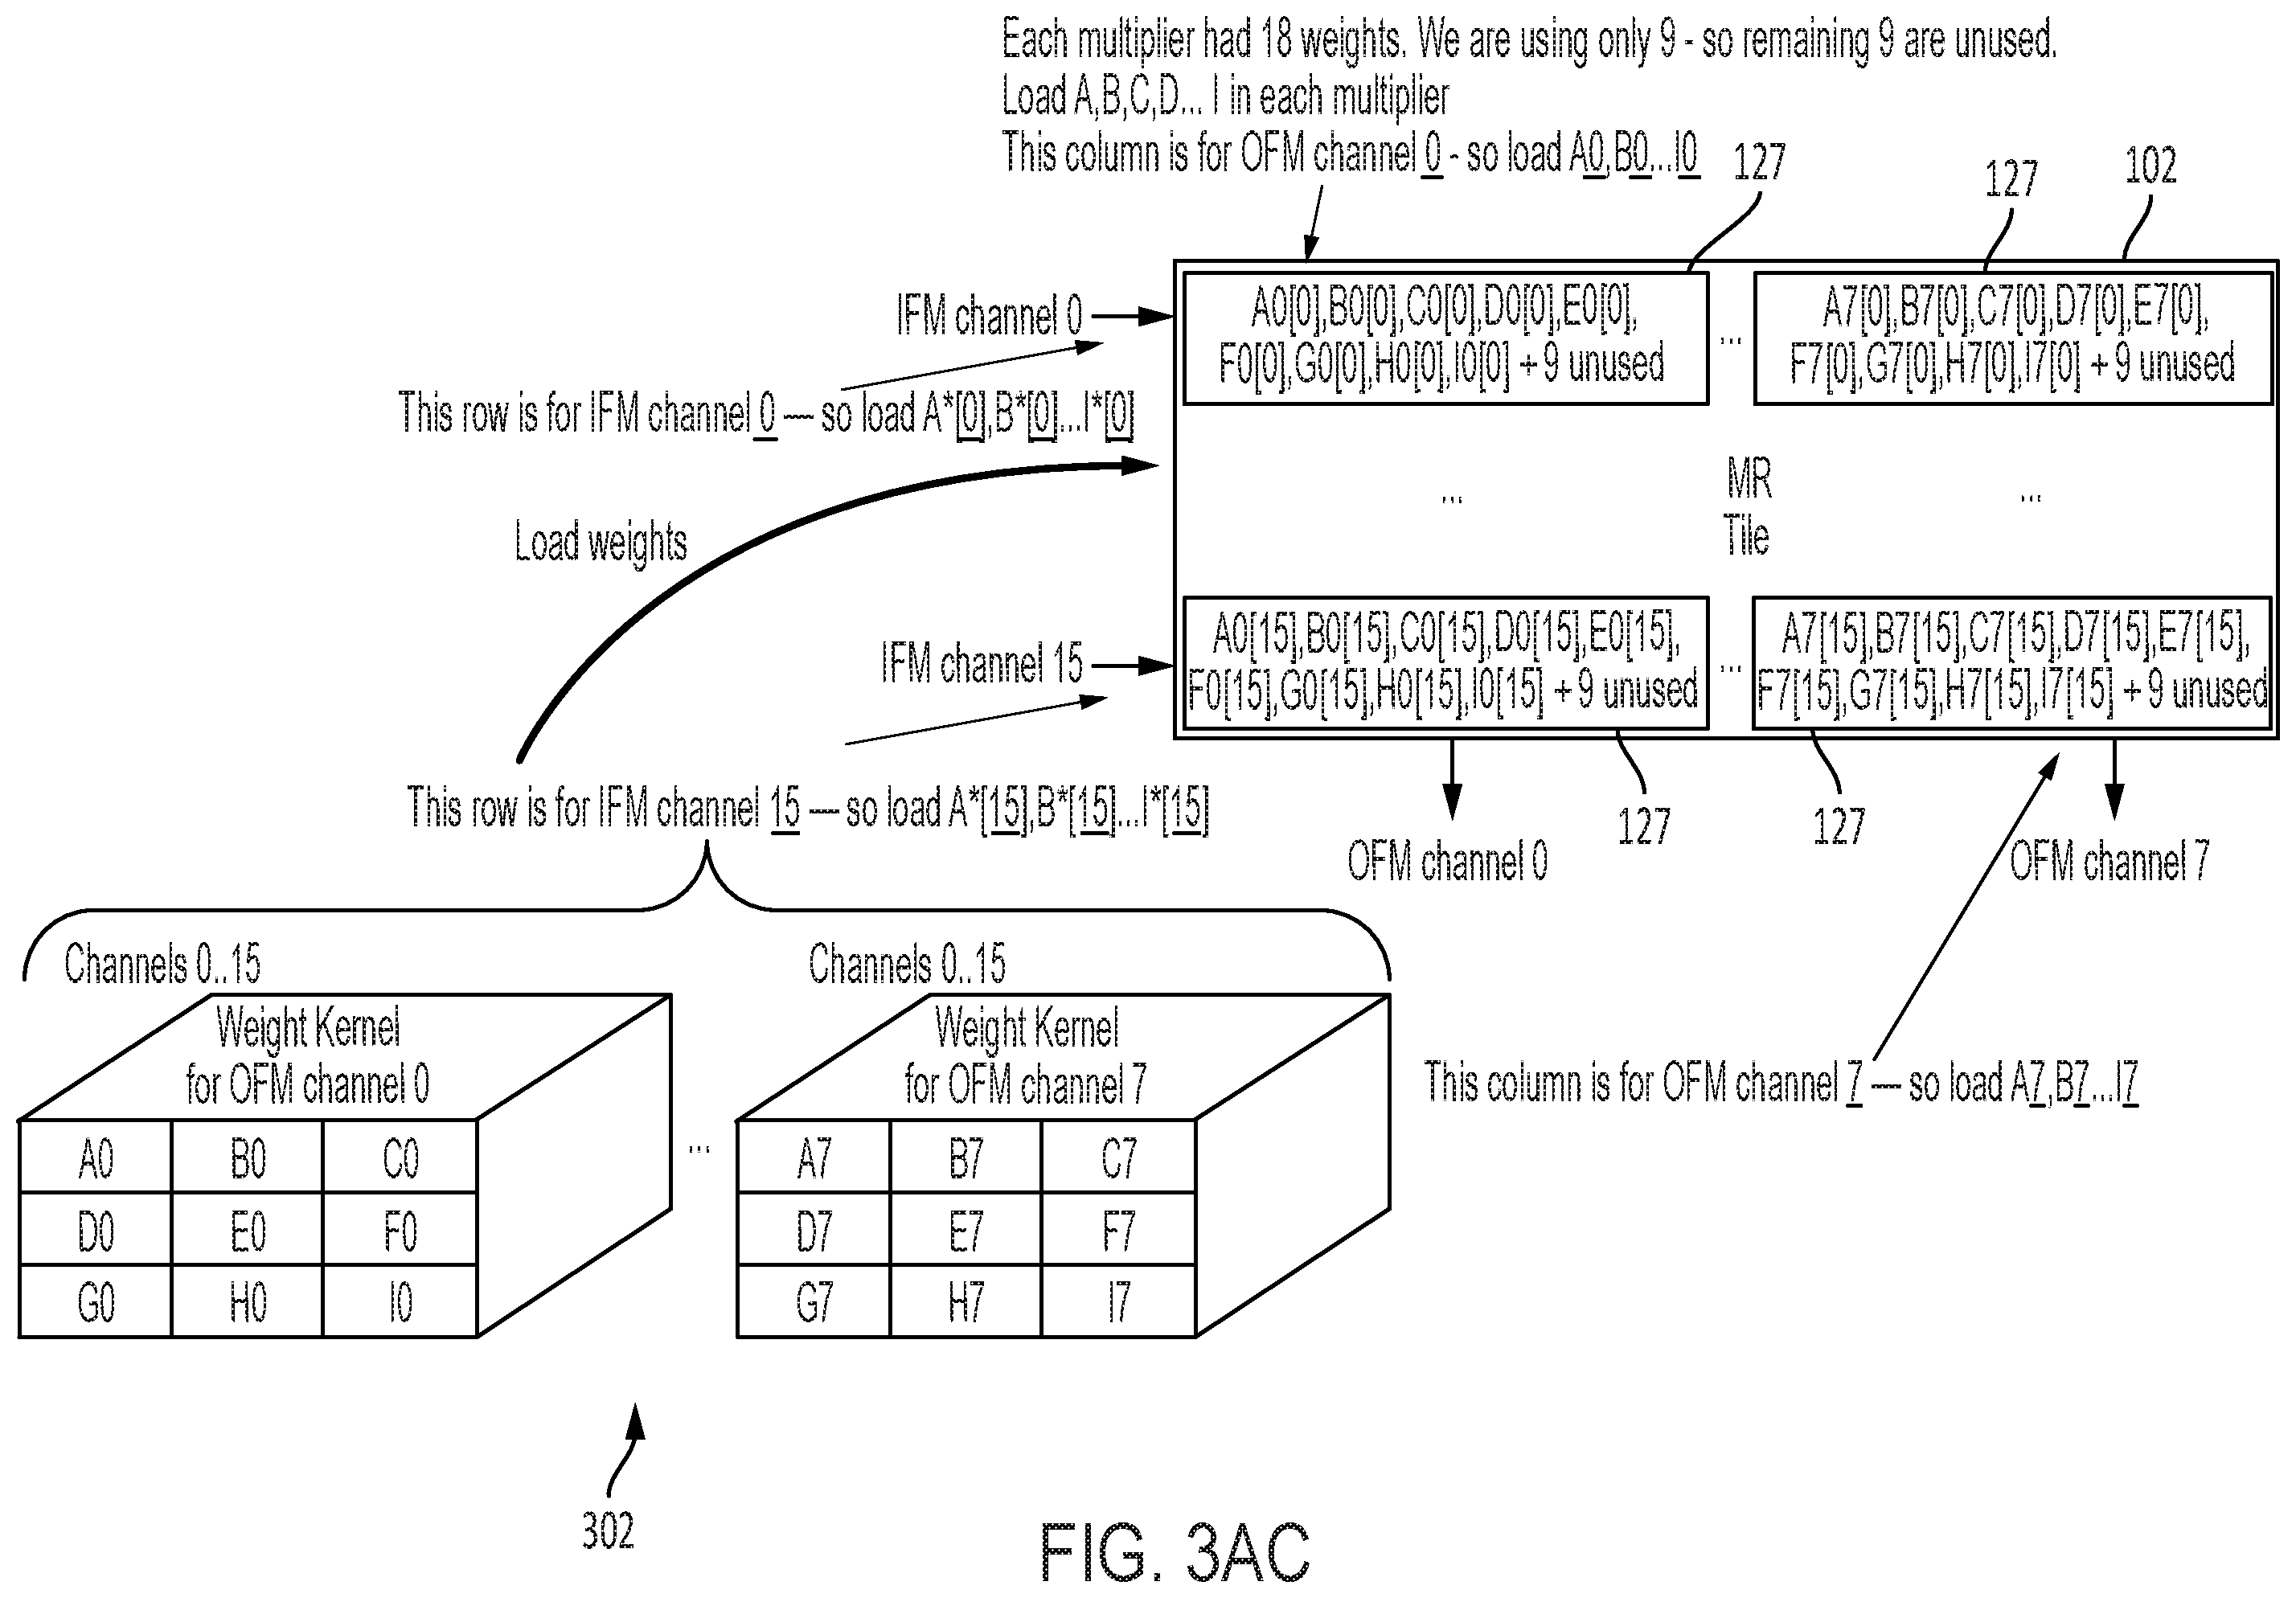 Each multiplier had 18 weights. We are using only 9 - so remaining 9 are unused.
Load A,B,C,D... I in each multiplier
This column is for OFM channel 0 - so load A0,B0...I0
127
127
102
IFM channel 0
A0[0],B0[0],C0[0],D0[0],E0[0],
F0[0],G0[0],H0[0],I0[0] + 9 unused
...
A7[0],B7[0],C7[0],D7[0],E7[0],
F7[0],G7[0],H7[0],I7[0] + 9 unused
This row is for IFM channel 0 — so load A*[0],B*[0]...I*[0]
Load weights
...
MR
Tile
...
IFM channel 15
A0[15],B0[15],C0[15],D0[15],E0[15],
F0[15],G0[15],H0[15],I0[15] + 9 unused
...
A7[15],B7[15],C7[15],D7[15],E7[15],
F7[15],G7[15],H7[15],I7[15] + 9 unused
This row is for IFM channel 15 — so load A*[15],B*[15]...I*[15]
127
127
OFM channel 0
OFM channel 7
Channels 0..15
Channels 0..15
Weight Kernel
for OFM channel 0
Weight Kernel
for OFM channel 7
This column is for OFM channel 7 — so load A7,B7...I7
A0 B0 C0
D0 E0 F0
G0 H0 I0
...
A7 B7 C7
D7 E7 F7
G7 H7 I7
302
FIG. 3AC